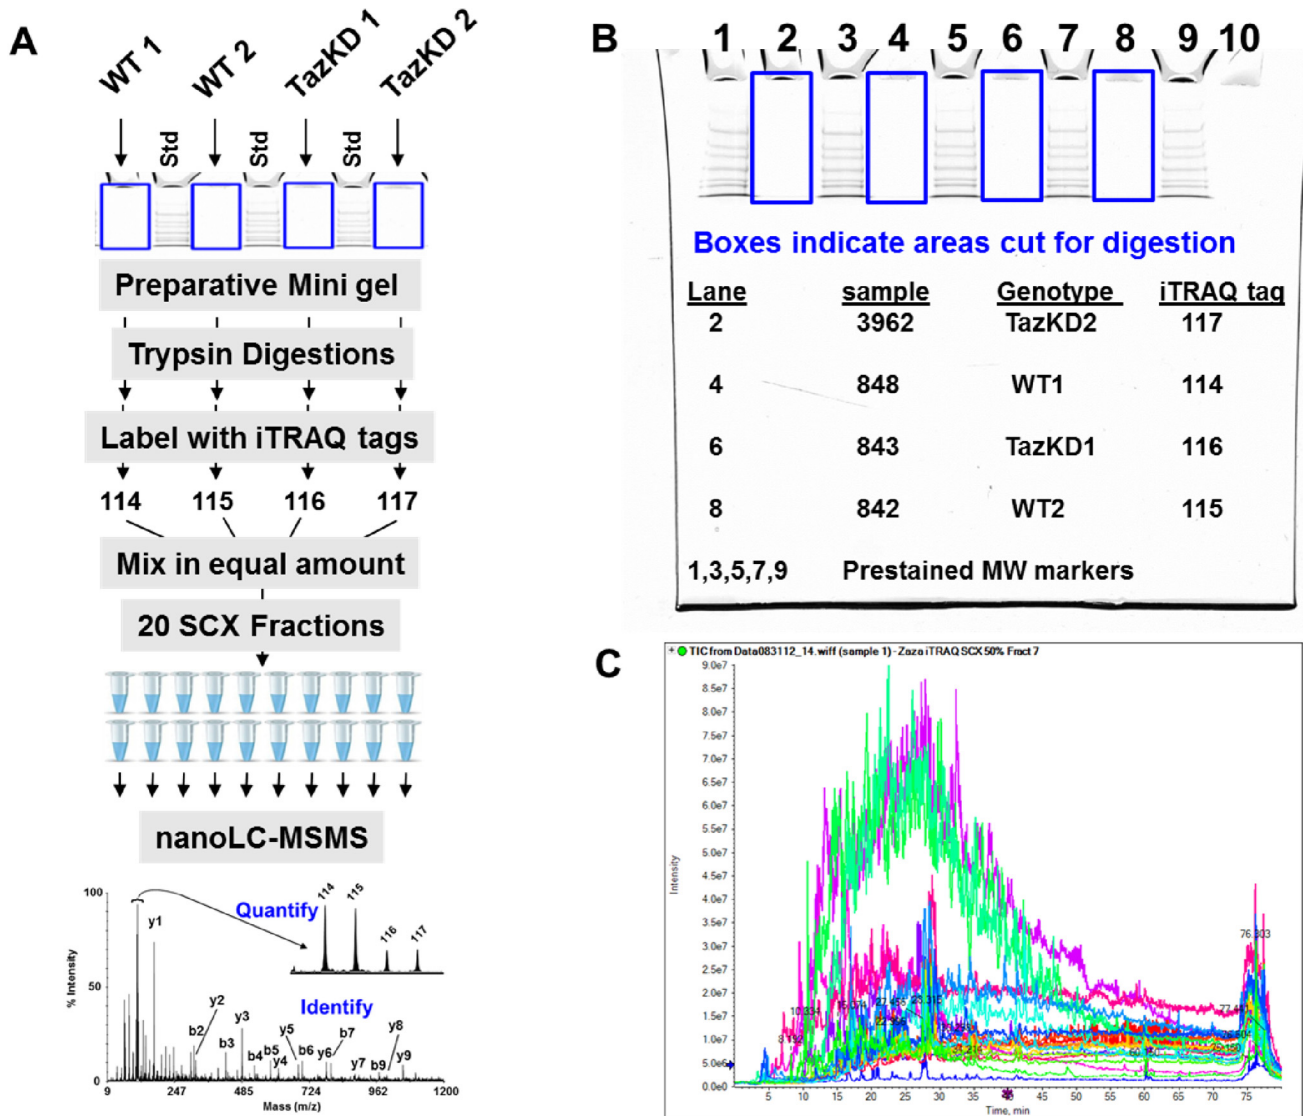 A
WT 1
WT 2
TazKD 1
TazKD 2
Std
Std
Std
Preparative Mini gel
Trypsin Digestions
Label with iTRAQ tags
114 115 116 117
Mix in equal amount
20 SCX Fractions
nanoLC-MSMS
100
50
0
% Intensity
Quantify
114
115
116
117
Identify
y1
b2
y2
b3
y3
b4
b5
y4
y5
b6
y6
b7
y7
b9
y8
y9
9 247 485 724 962 1200
Mass (m/z)
B
1 2 3 4 5 6 7 8 9 10
Boxes indicate areas cut for digestion
Lane sample Genotype iTRAQ tag
2 3962 TazKD2 117
4 848 WT1 114
6 843 TazKD1 116
8 842 WT2 115
1,3,5,7,9 Prestained MW markers
C
TIC from Data083112_14.wiff (sample 1) - Zaza iTRAQ SCX 50% Fract 7
9.0e7
8.5e7
8.0e7
7.5e7
7.0e7
6.5e7
6.0e7
5.5e7
5.0e7
4.5e7
4.0e7
3.5e7
3.0e7
2.5e7
2.0e7
1.5e7
1.0e7
5.0e6
0.0e0
Intensity
76.303
5 10 15 20 25 30 35 40 45 50 55 60 65 70 75
Time, min